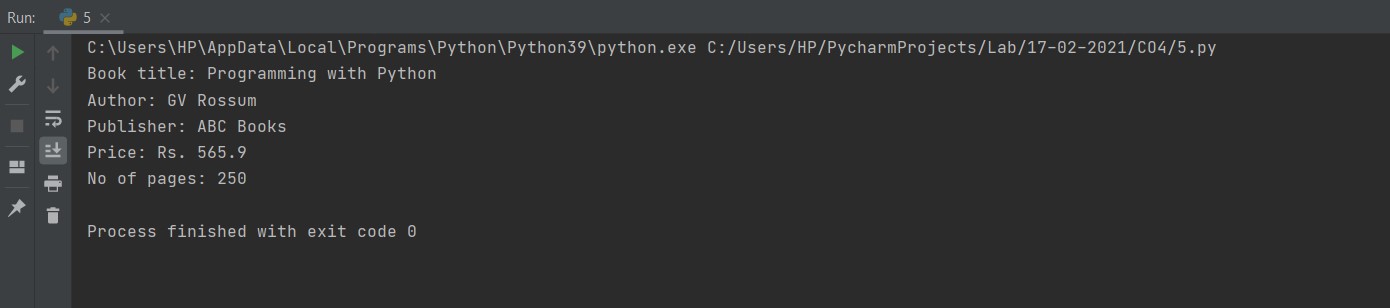 Run: 5
C:\Users\HP\AppData\Local\Programs\Python\Python39\python.exe C:/Users/HP/PycharmProjects/Lab/17-02-2021/CO4/5.py
Book title: Programming with Python
Author: GV Rossum
Publisher: ABC Books
Price: Rs. 565.9
No of pages: 250
Process finished with exit code 0